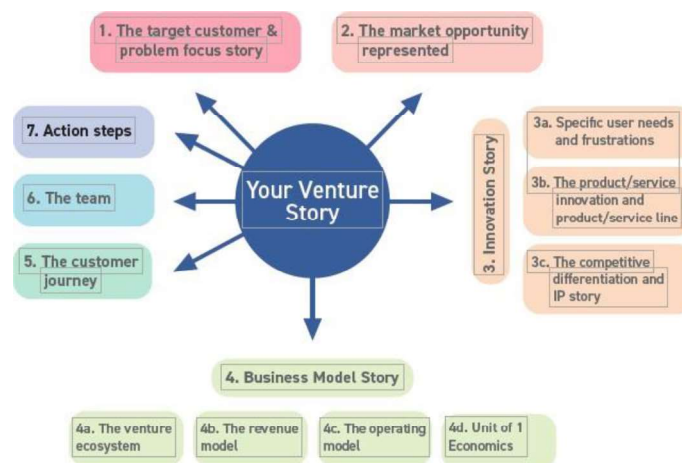 1. The target customer &
problem focus story
2. The market opportunity
represented
7. Action steps
6. The team
5. The customer
journey
Your Venture
Story
3. Innovation Story
3a. Specific user needs
and frustrations
3b. The product/service
innovation and
product/service line
3c. The competitive
differentiation and
IP story
4. Business Model Story
4a. The venture
ecosystem
4b. The revenue
model
4c. The operating
model
4d. Unit of 1
Economics